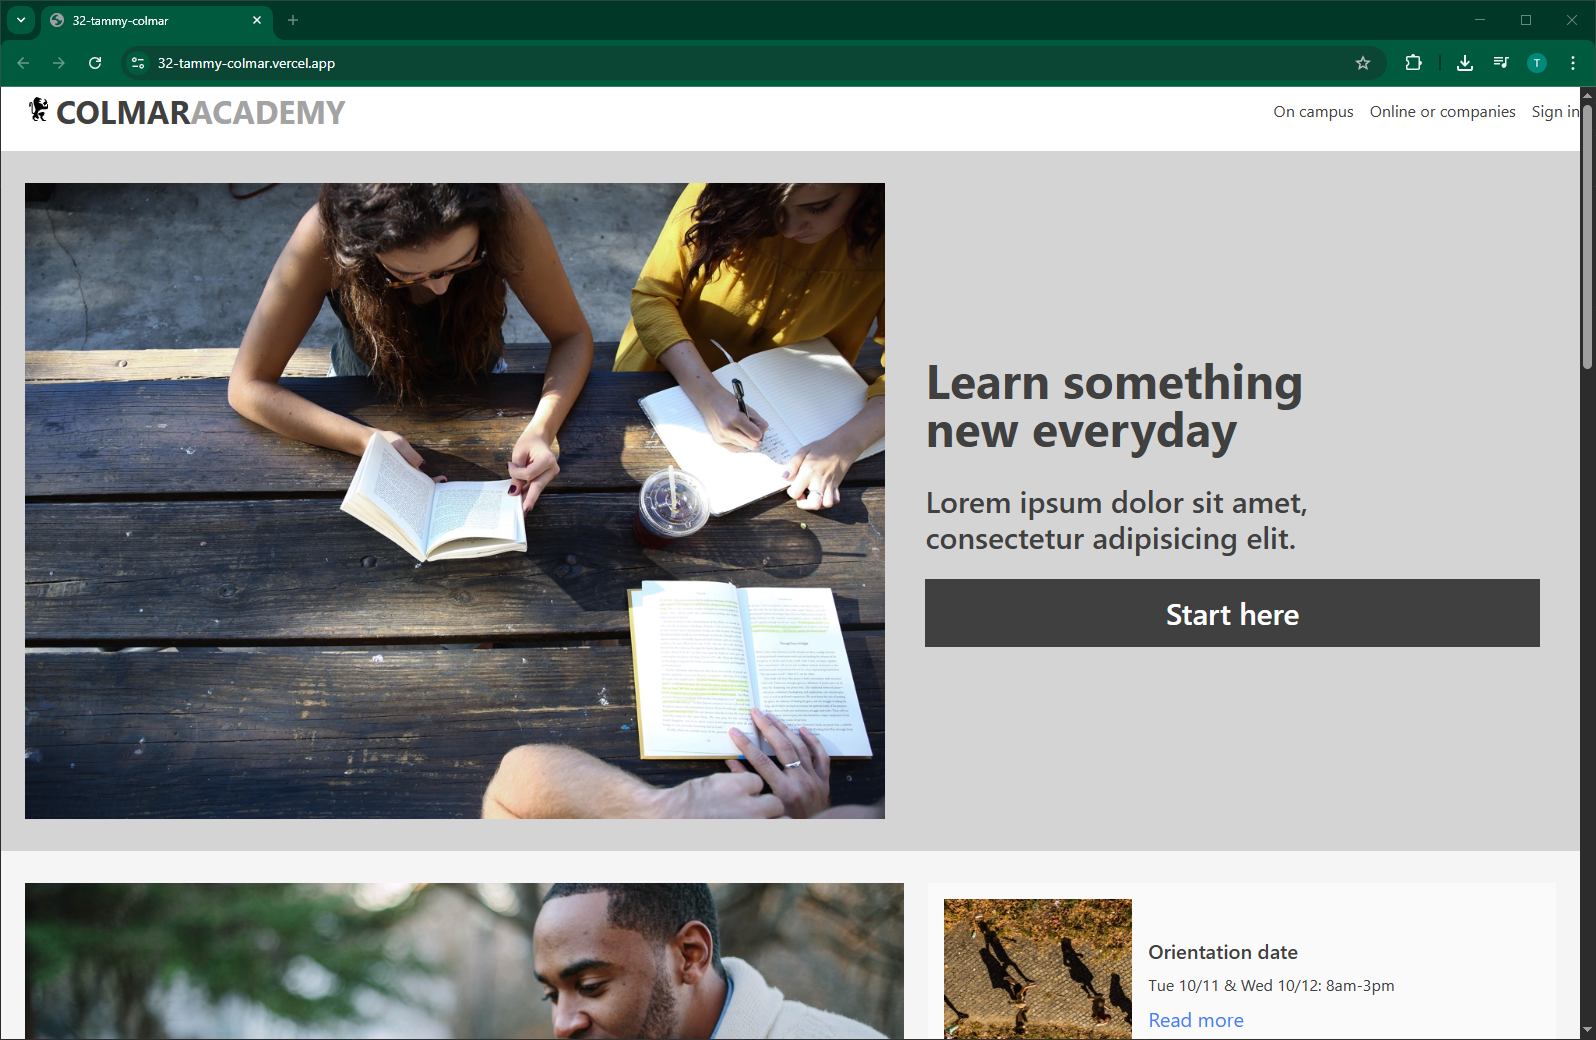 32-tammy-colmar
32-tammy-colmar.vercel.app
T
COLMARACADEMY
On campus Online or companies Sign in
Learn something
new everyday
Lorem ipsum dolor sit amet,
consectetur adipisicing elit.
Start here
Orientation date
Tue 10/11 & Wed 10/12: 8am-3pm
Read more